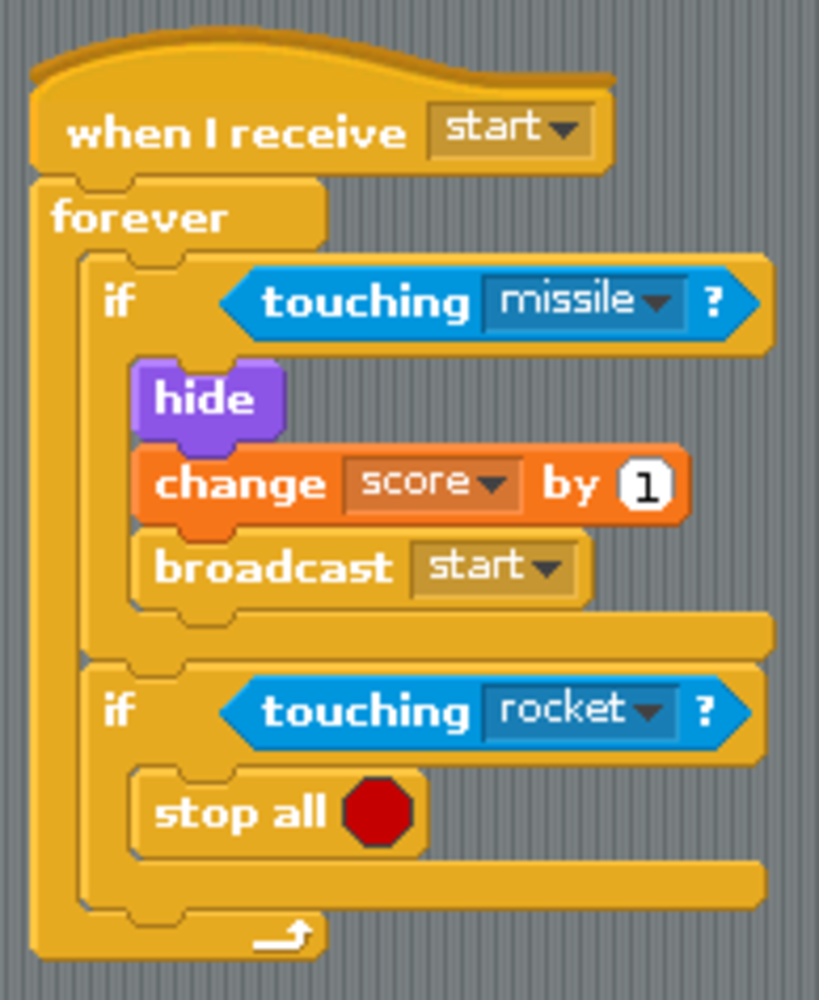 when I receive start
forever
if touching missile ?
hide
change score by 1
broadcast start
if touching rocket ?
stop all